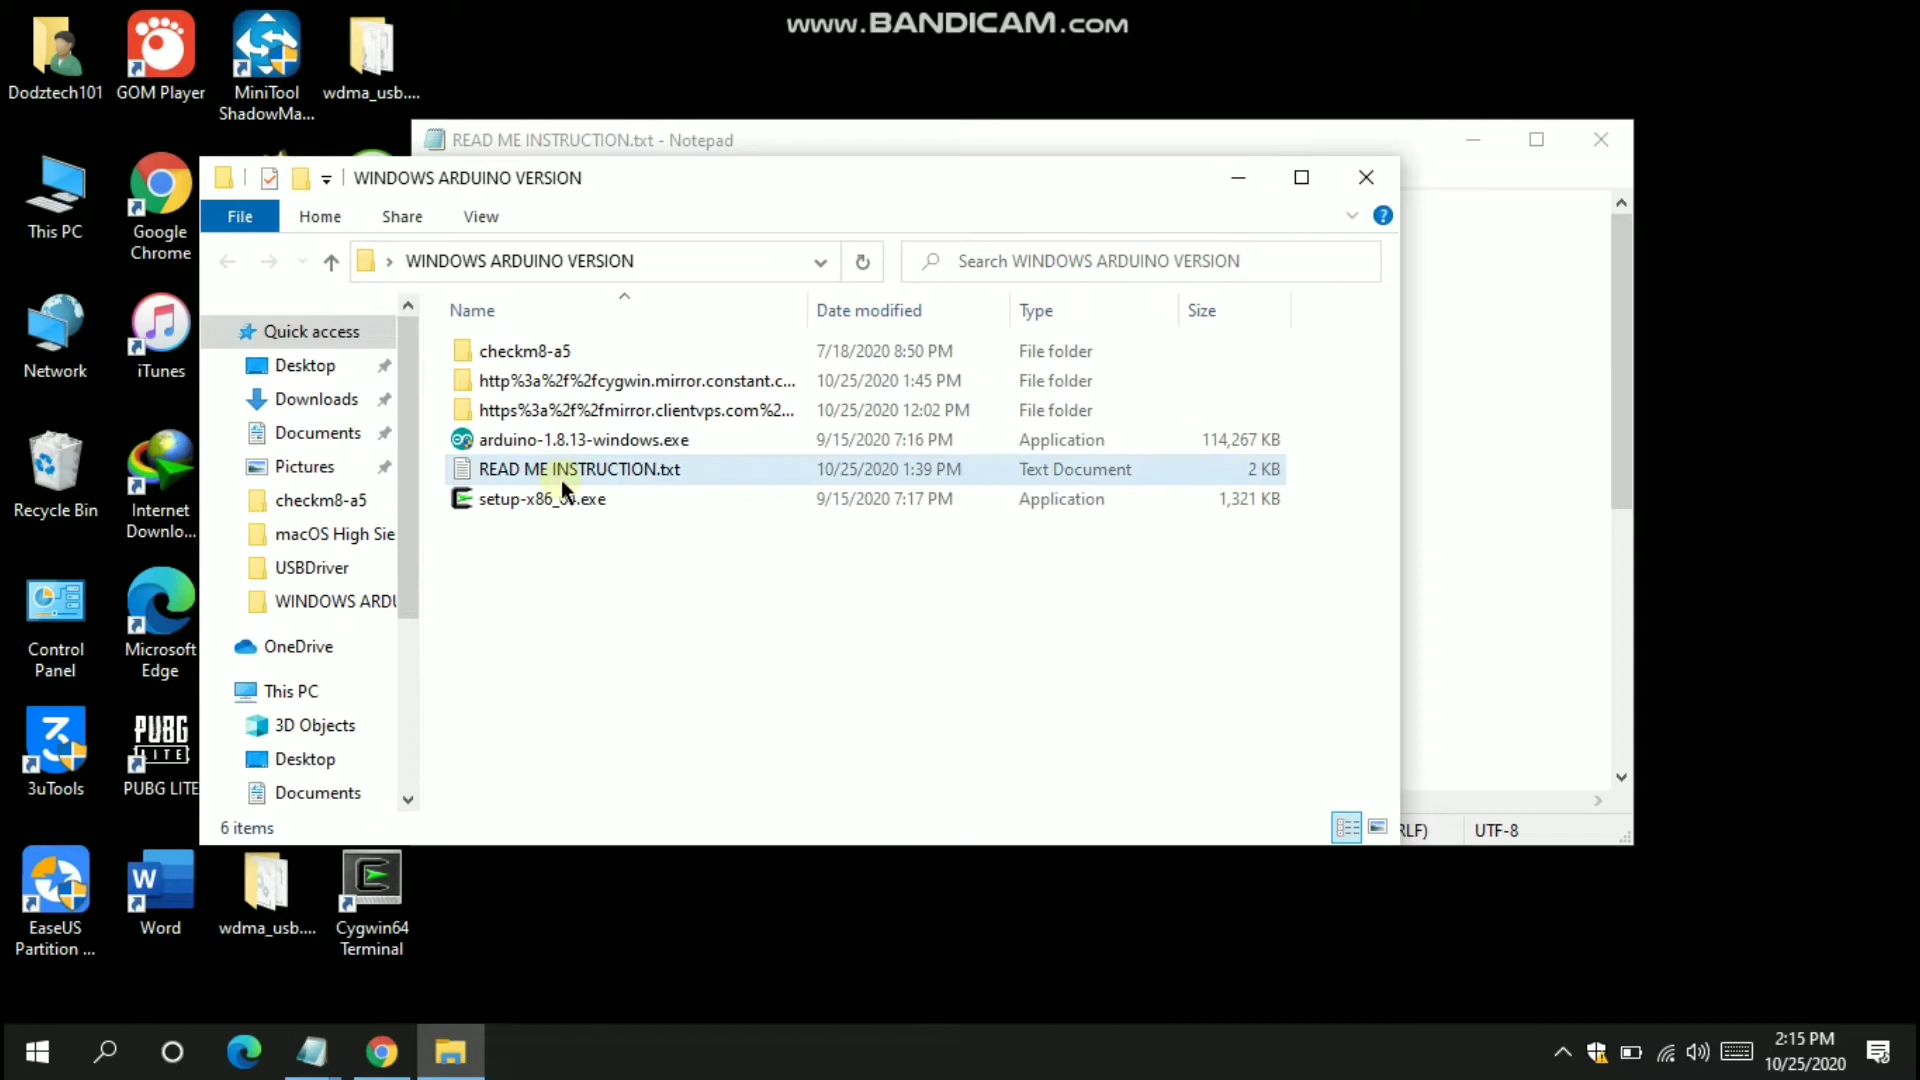 www.BANDICAM.com
Dodztech101
GOM Player
MiniTool
ShadowMa...
wdma_usb....
READ ME INSTRUCTION.txt - Notepad
WINDOWS ARDUINO VERSION
File
Home
Share
View
WINDOWS ARDUINO VERSION
Search WINDOWS ARDUINO VERSION
Name
Date modified
Type
Size
checkm8-a5
7/18/2020 8:50 PM
File folder
http%3a%2f%2fcygwin.mirror.constant.c...
10/25/2020 1:45 PM
File folder
https%3a%2f%2fmirror.clientvps.com%2...
10/25/2020 12:02 PM
File folder
arduino-1.8.13-windows.exe
9/15/2020 7:16 PM
Application
114,267 KB
READ ME INSTRUCTION.txt
10/25/2020 1:39 PM
Text Document
2 KB
setup-x86_64.exe
9/15/2020 7:17 PM
Application
1,321 KB
Quick access
Desktop
Downloads
Documents
Pictures
checkm8-a5
macOS High Sie
USBDriver
WINDOWS ARDU
OneDrive
This PC
3D Objects
Desktop
Documents
6 items
RLF)
UTF-8
This PC
Google
Chrome
Network
iTunes
Recycle Bin
Internet
Downlo...
Control
Panel
Microsoft
Edge
3uTools
PUBG
LITE
PUBG LITE
EaseUS
Partition ...
Word
wdma_usb....
Cygwin64
Terminal
2:15 PM
10/25/2020